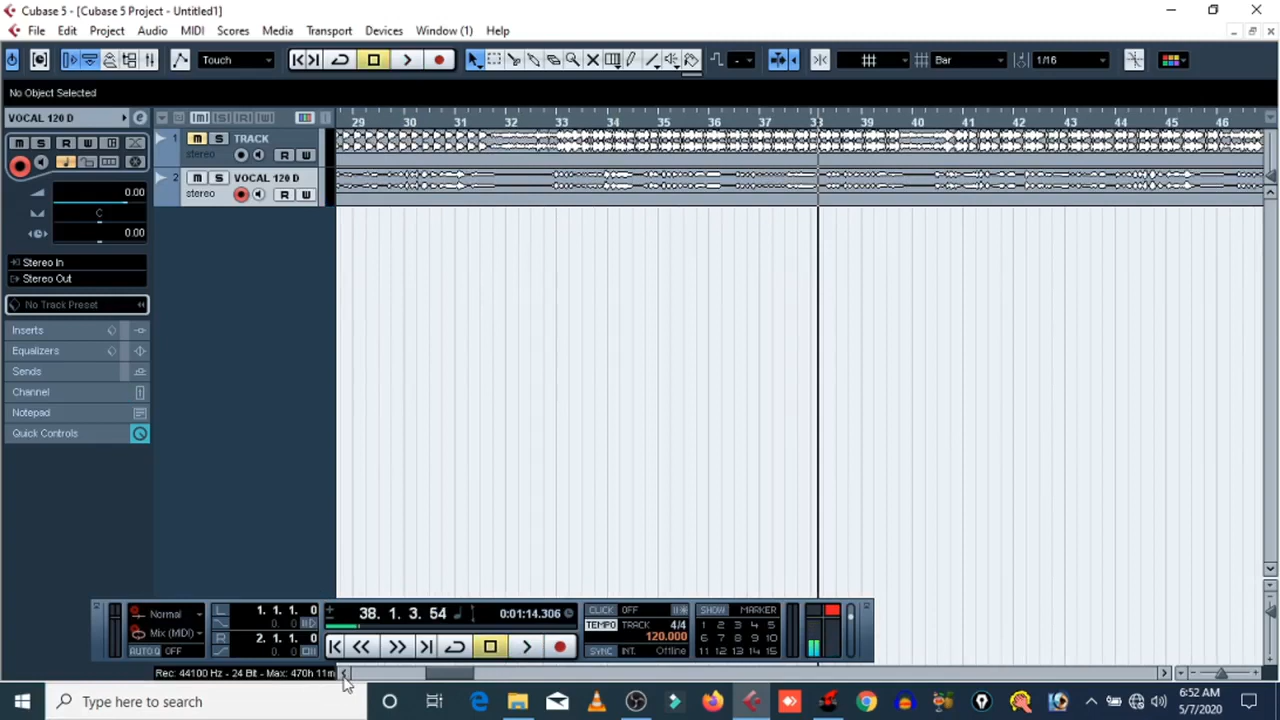 Cubase 5 - [Cubase 5 Project - Untitled1]
File Edit Project Audio MIDI Scores Media Transport Devices Window (1) Help
Touch Bar 1/16
No Object Selected
VOCAL 120 D
[M] [S] [R] [W]
29 30 31 32 33 34 35 36 37 33 39 40 41 42 43 44 45 46
m S R W
1 m S TRACK
stereo R W
2 m S VOCAL 120 D
stereo R W
0.00
C
0.00
Stereo In
Stereo Out
No Track Preset
Inserts
Equalizers
Sends
Channel
Notepad
Quick Controls
Normal
Mix (MIDI)
AUTO Q OFF
L 1. 1. 1. 0
0. 0
R 2. 1. 1. 0
0. 0
38. 1. 3. 54 0:01:14.306
CLICK OFF
TEMPO TRACK 4/4
120.000
SYNC INT. Offline
SHOW MARKER
1 2 3 4 5
6 7 8 9 10
11 12 13 14 15
Rec: 44100 Hz - 24 Bit - Max: 470h 11m
Type here to search
6:52 AM
5/7/2020